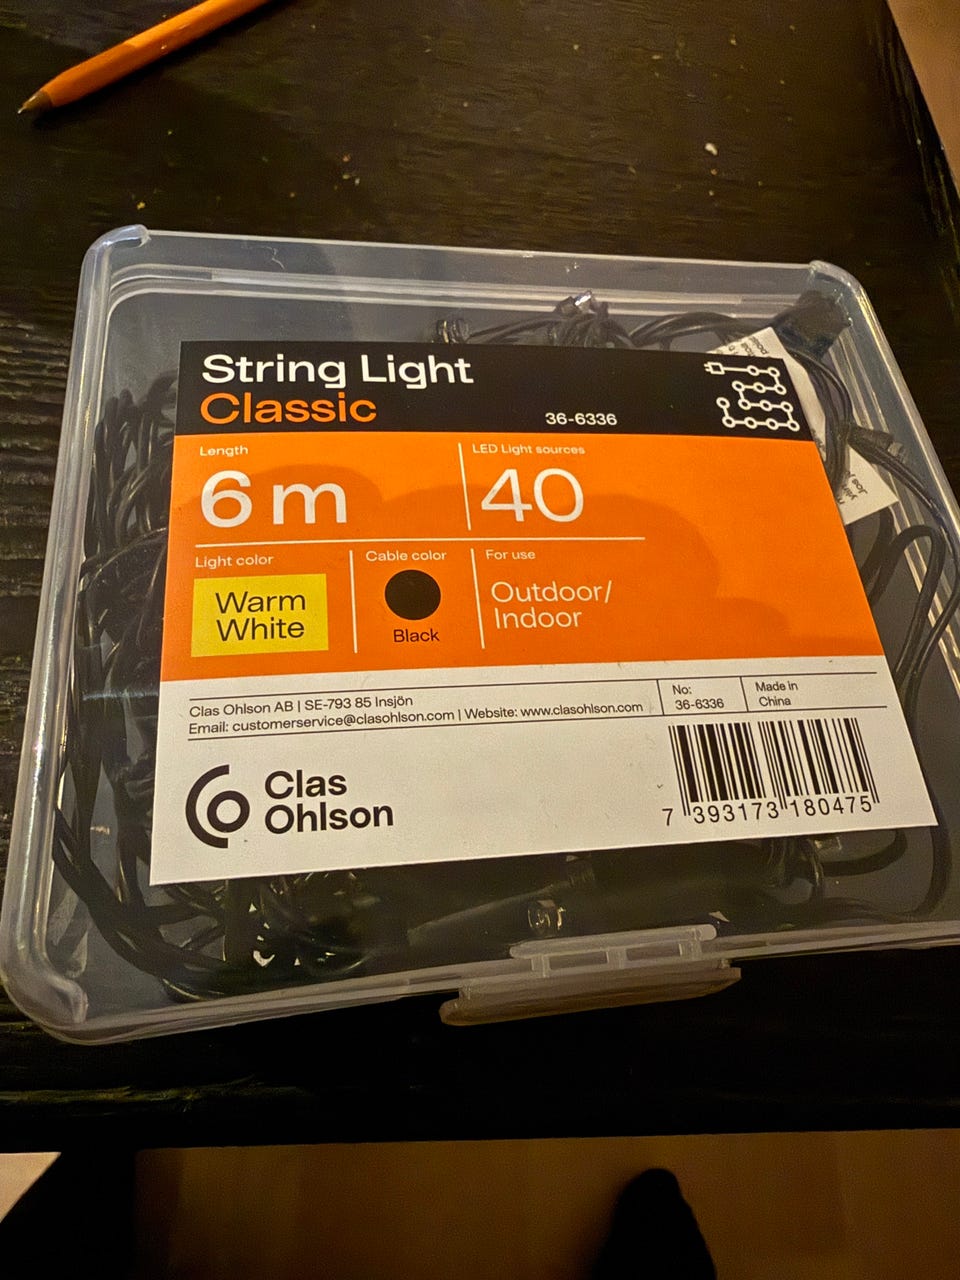 String Light
Classic
36-6336
Length
6 m
LED Light sources
40
Light color
Warm
White
Cable color
Black
For use
Outdoor/
Indoor
Clas Ohlson AB | SE-793 85 Insjön
Email: customerservice@clasohlson.com | Website: www.clasohlson.com
No:
36-6336
Made in
China
Clas
Ohlson
7 393173 180475